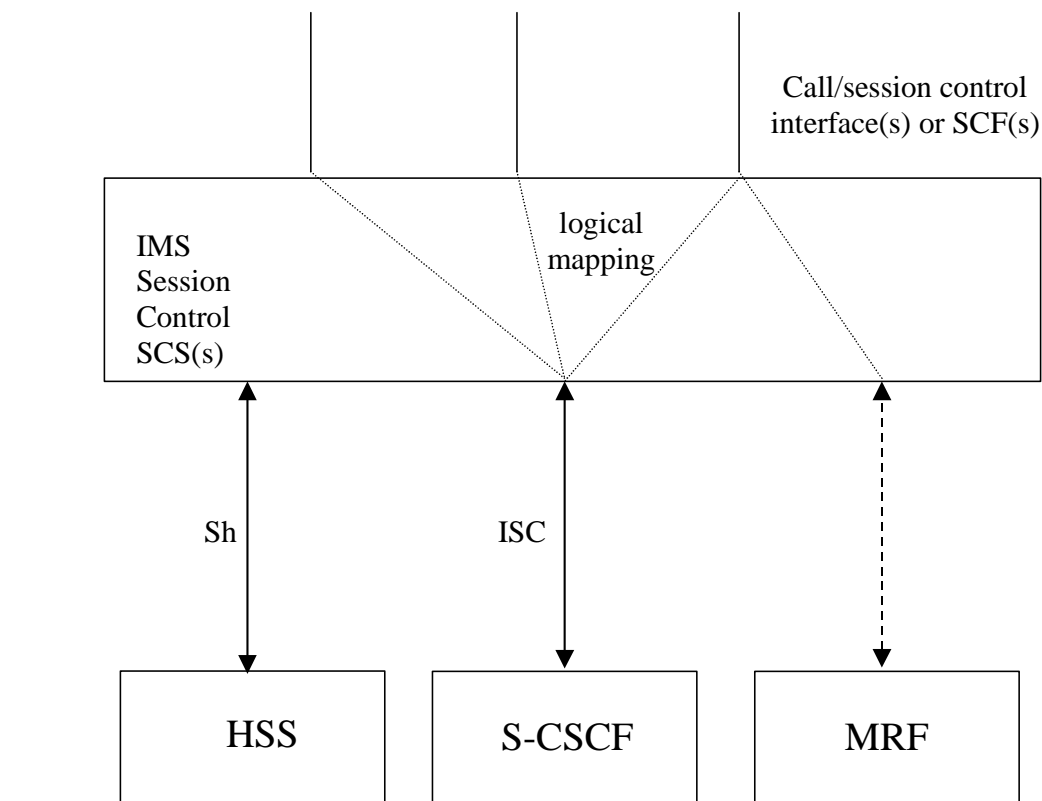 Call/session control
interface(s) or SCF(s)
logical
mapping
IMS
Session
Control
SCS(s)
Sh
ISC
HSS
S-CSCF
MRF